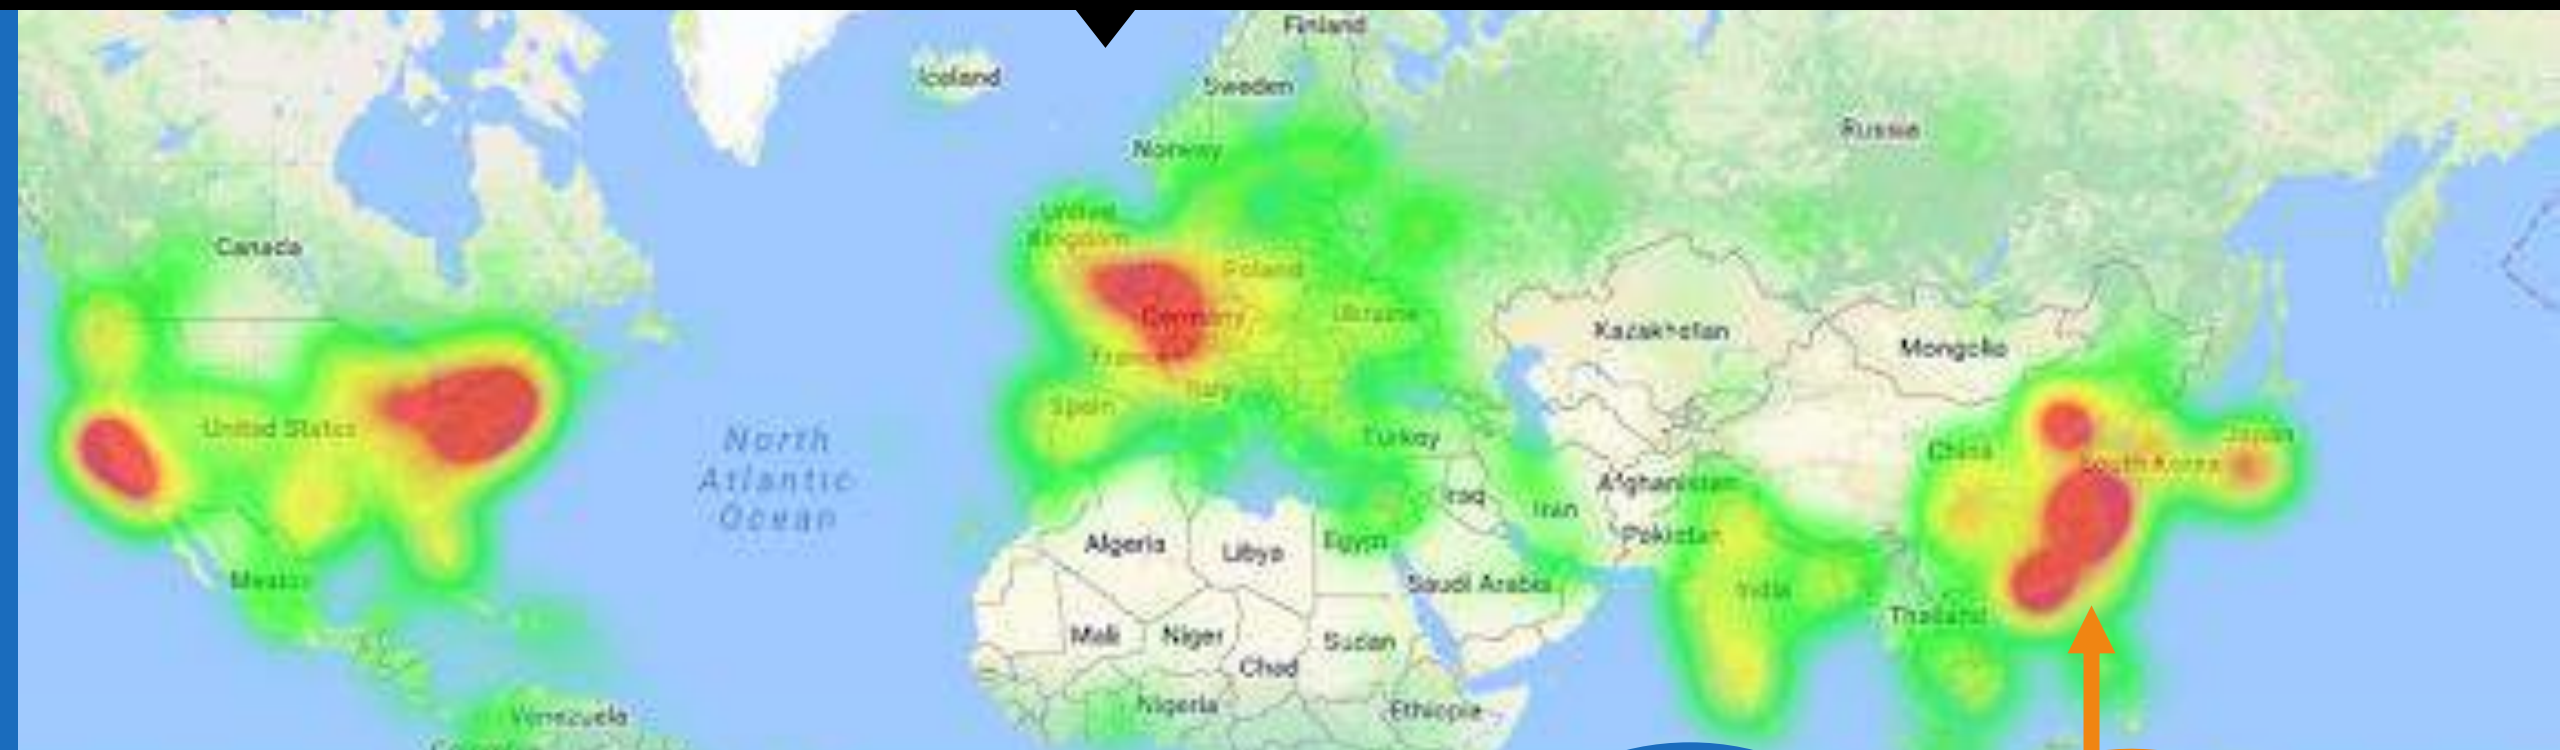 Finland
Iceland
Sweden
Russia
Norway
United
Kingdom
Canada
Poland
Germany
Ukraine
Kazakhstan
Mongolia
France
Italy
Spain
United States
North
Atlantic
Ocean
Turkey
Japan
China
South Korea
Afghanistan
Iraq
Iran
Pakistan
Algeria
Libya
Egypt
Mexico
Saudi Arabia
India
Thailand
Mali
Niger
Sudan
Chad
Venezuela
Nigeria
Ethiopia